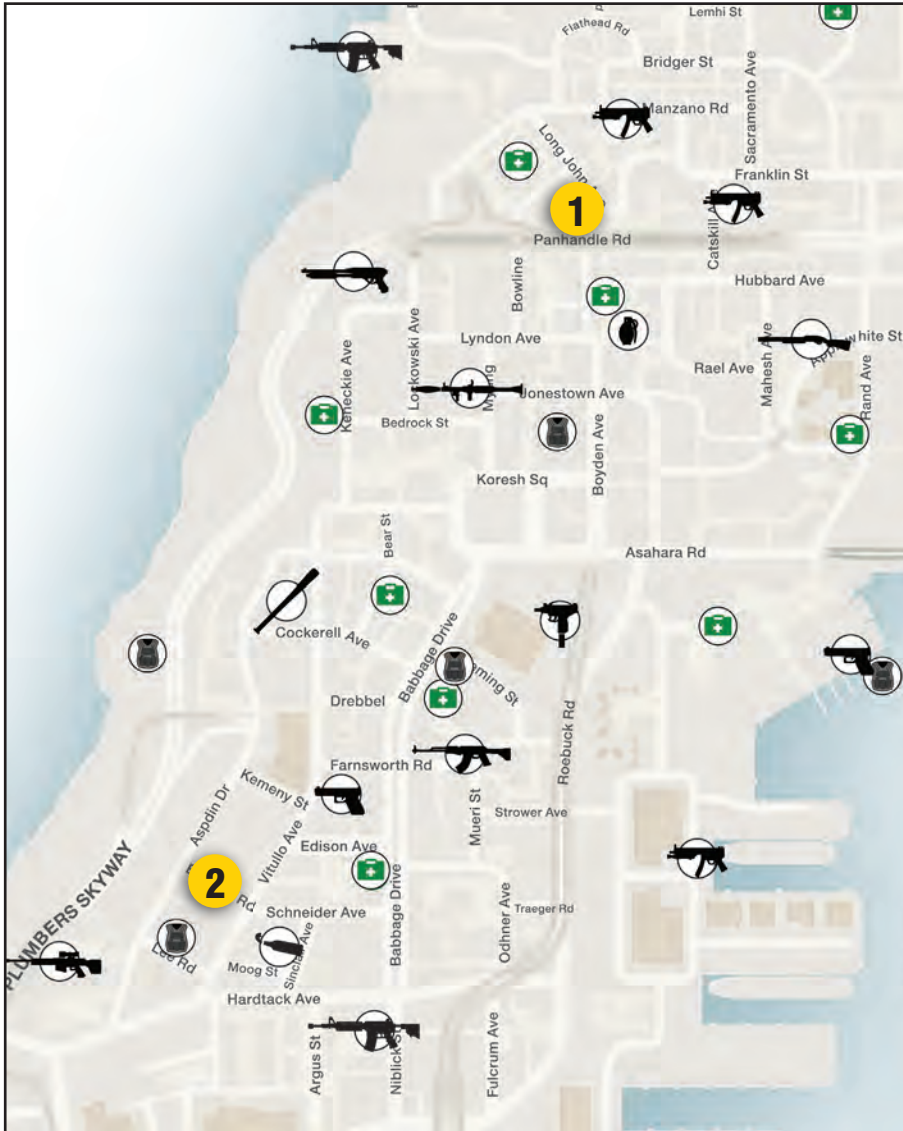 Lemhi St
Flathead Rd
Bridger St
Sacramento Ave
Manzano Rd
Long John
Franklin St
1
Catskill Ave
Panhandle Rd
Hubbard Ave
Bowline
Lyndon Ave
Mahesh Ave
Rael Ave
Rand Ave
Keneckie Ave
Jonestown Ave
Bedrock St
Boyden Ave
Koresh Sq
Bear St
Asahara Rd
Cockerell Ave
Babbage Drive
Drebbel
Roebuck Rd
Farnsworth Rd
Kemeny St
Aspdin Dr
Mueri St
Strower Ave
Vitullo Ave
Edison Ave
PLUMBERS SKYWAY
2
Rd
Schneider Ave
Babbage Drive
Odhner Ave
Traeger Rd
Lee Rd
Moog St
Sinclair Ave
Hardtack Ave
Argus St
Niblick St
Fulcrum Ave